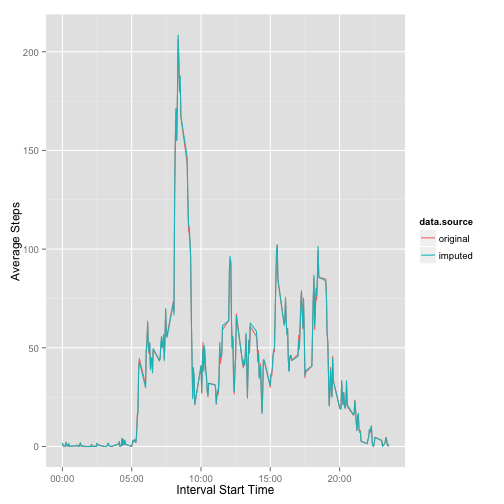 200
150
100
50
0
Average Steps
00:00 05:00 10:00 15:00 20:00
Interval Start Time
data.source
original
imputed